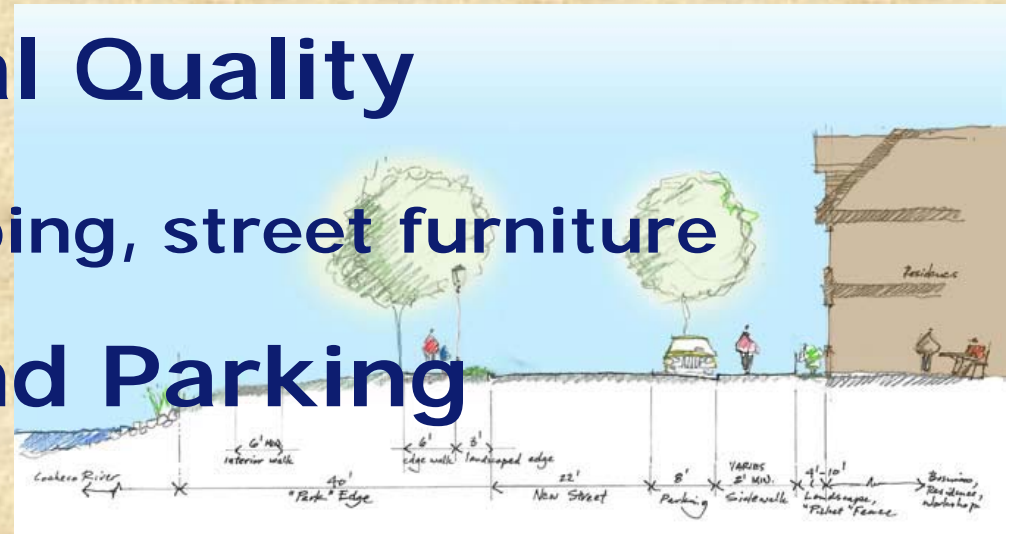 al Quality
ping, street furniture
nd Parking
Residences
6' MIN.
interior walk
6'
edge walk
3'
landscaped edge
Cocheco River
40'
"Park" Edge
22'
New Street
8'
Parking
VARIES
5' MIN.
Sidewalk
4'-10'
Landscape,
"Picket" Fence
Business,
Residence,
Workshop